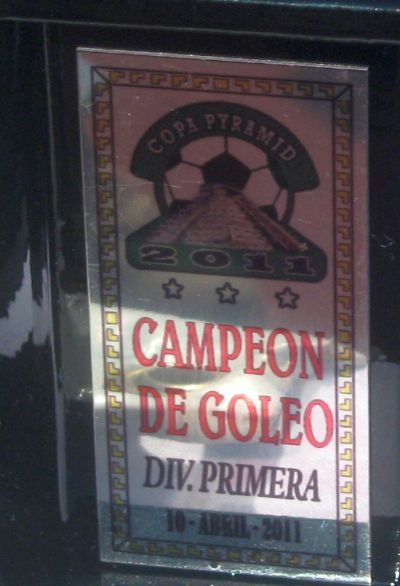 COPA PYRAMID
2011
CAMPEON
DE GOLEO
DIV. PRIMERA
10 - ABRIL - 2011